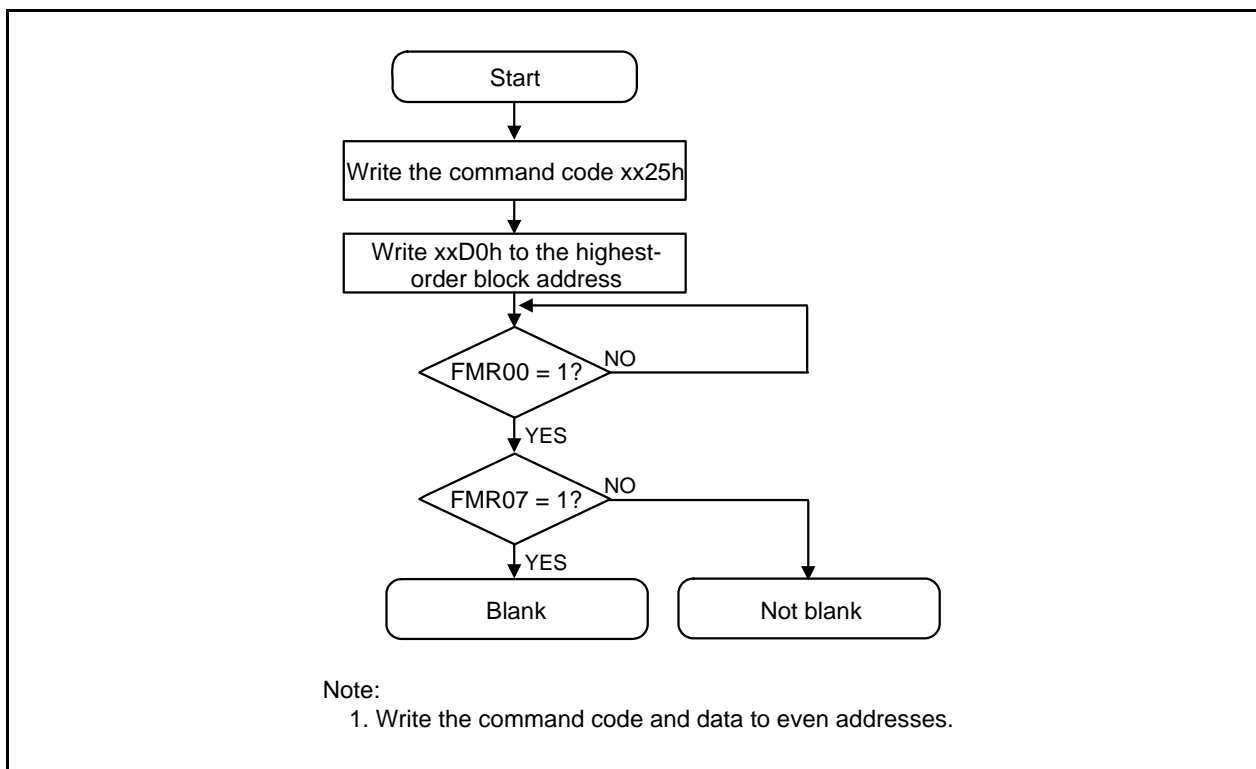 Start
Write the command code xx25h
Write xxD0h to the highest-
order block address
FMR00 = 1?
NO
YES
FMR07 = 1?
NO
YES
Blank
Not blank
Note:
1. Write the command code and data to even addresses.